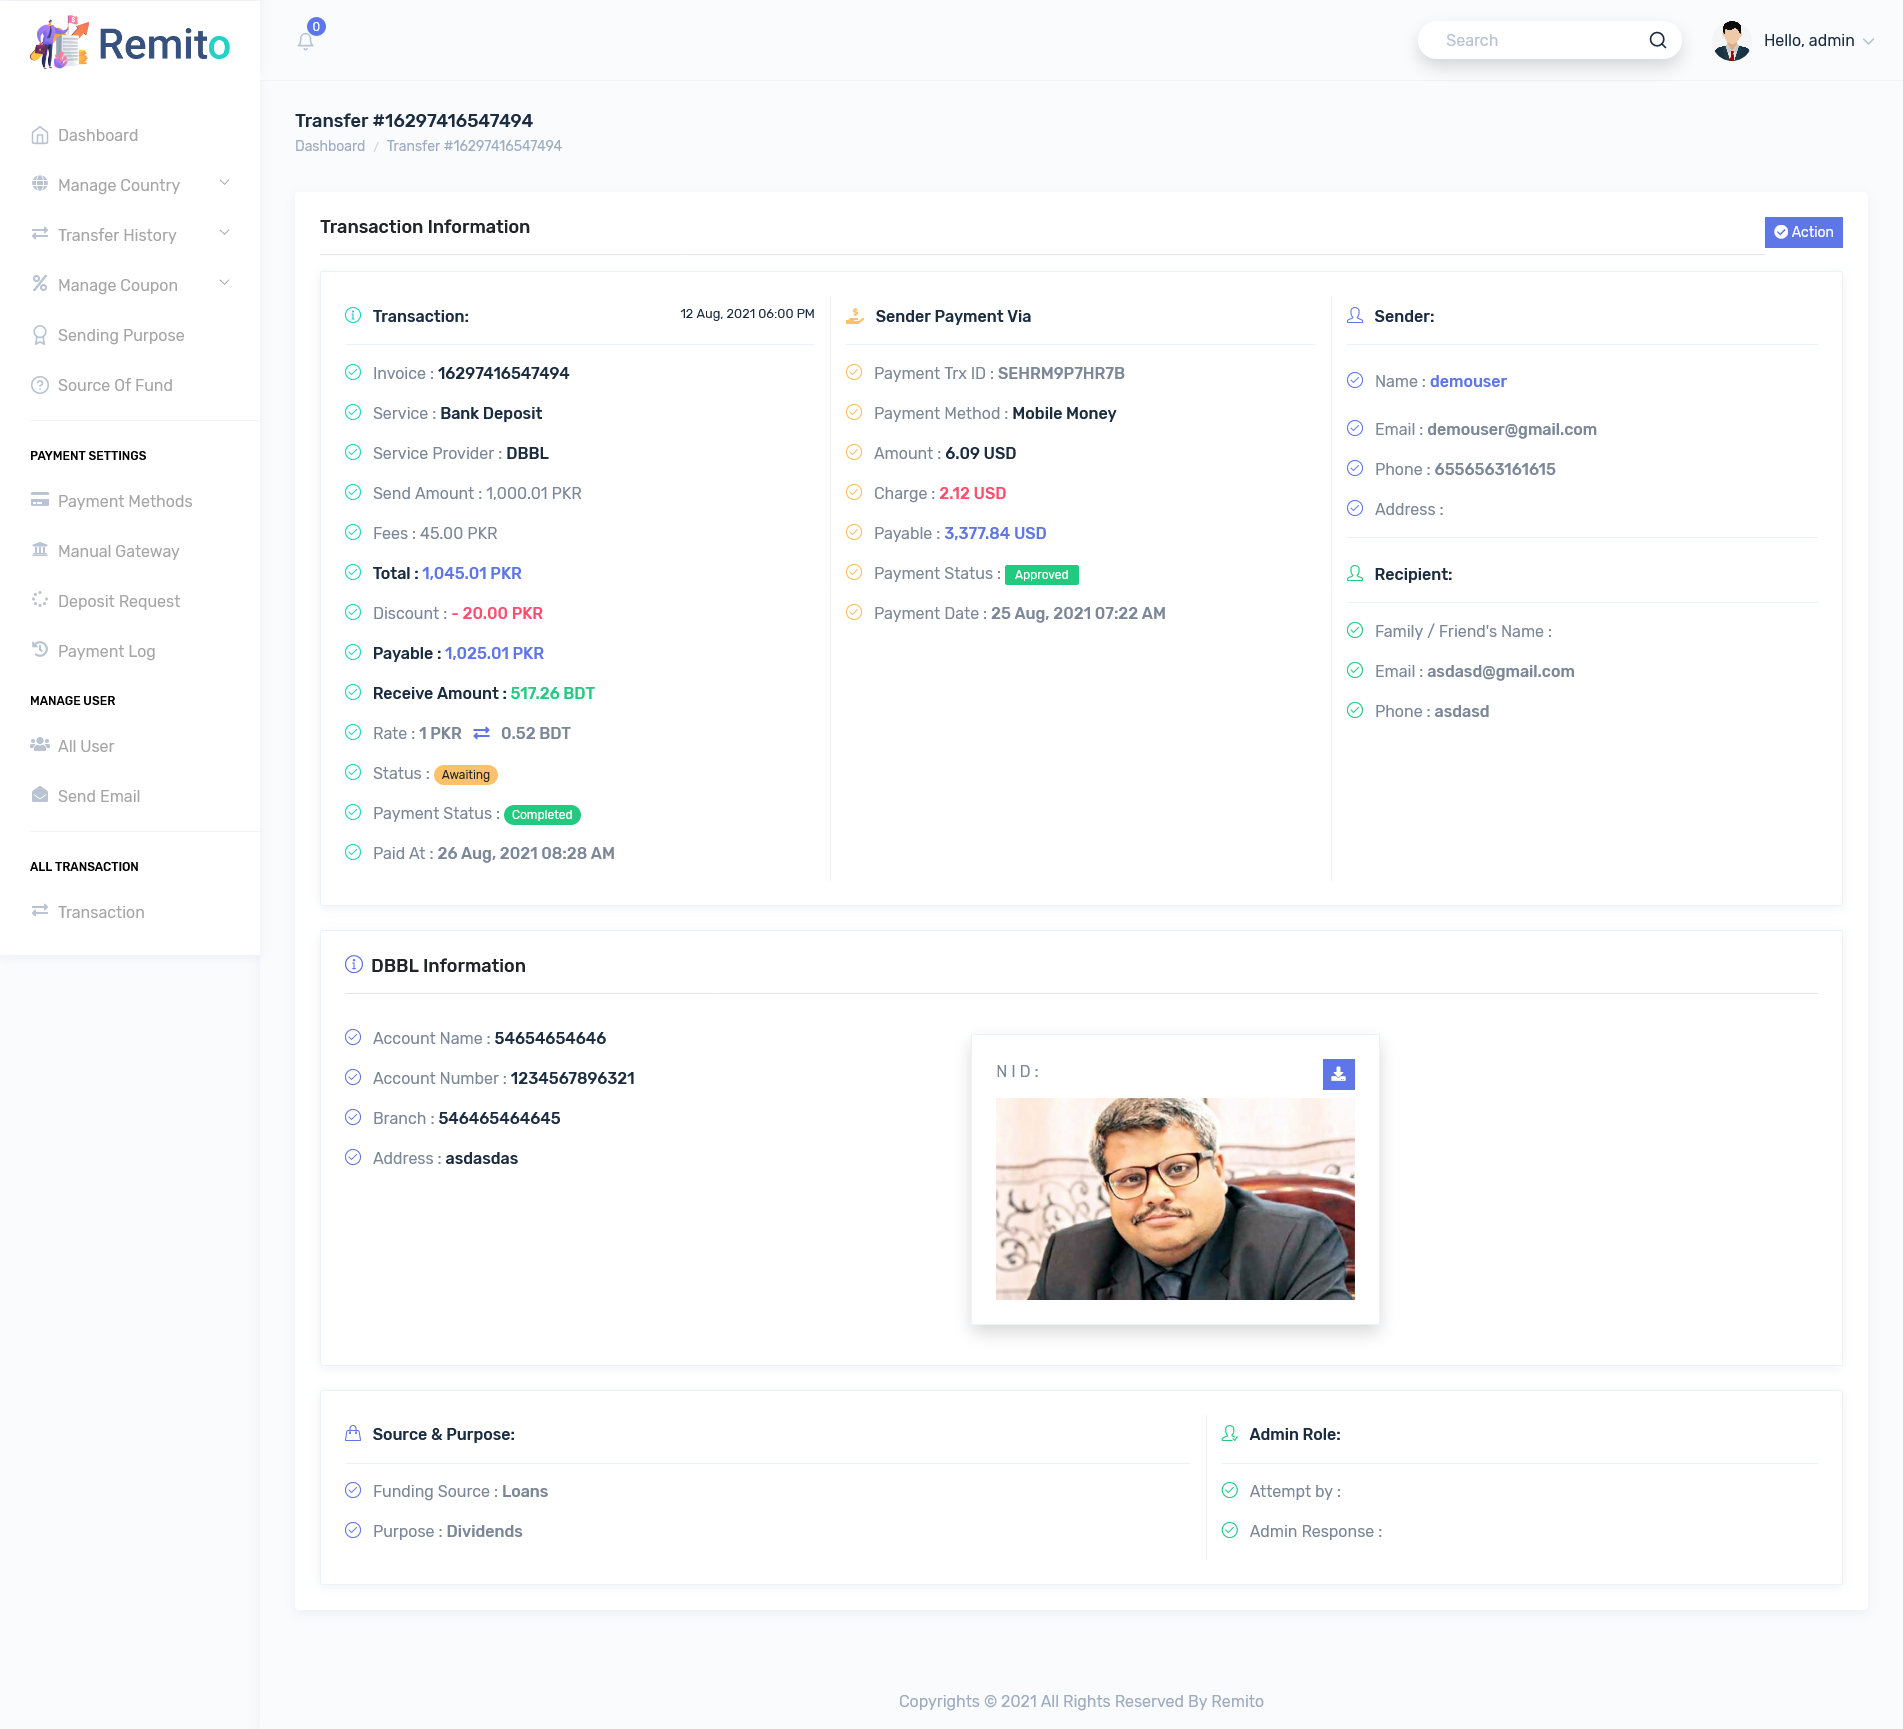 Remito
0
Search
Hello, admin
Dashboard
Manage Country
Transfer History
Manage Coupon
Sending Purpose
Source Of Fund
PAYMENT SETTINGS
Payment Methods
Manual Gateway
Deposit Request
Payment Log
MANAGE USER
All User
Send Email
ALL TRANSACTION
Transaction
Transfer #16297416547494
Dashboard / Transfer #16297416547494
Transaction Information
Action
Transaction: 12 Aug, 2021 06:00 PM
Invoice : 16297416547494
Service : Bank Deposit
Service Provider : DBBL
Send Amount : 1,000.01 PKR
Fees : 45.00 PKR
Total : 1,045.01 PKR
Discount : - 20.00 PKR
Payable : 1,025.01 PKR
Receive Amount : 517.26 BDT
Rate : 1 PKR 0.52 BDT
Status : Awaiting
Payment Status : Completed
Paid At : 26 Aug, 2021 08:28 AM
Sender Payment Via
Payment Trx ID : SEHRM9P7HR7B
Payment Method : Mobile Money
Amount : 6.09 USD
Charge : 2.12 USD
Payable : 3,377.84 USD
Payment Status : Approved
Payment Date : 25 Aug, 2021 07:22 AM
Sender:
Name : demouser
Email : demouser@gmail.com
Phone : 6556563161615
Address :
Recipient:
Family / Friend's Name :
Email : asdasd@gmail.com
Phone : asdasd
DBBL Information
Account Name : 54654654646
Account Number : 1234567896321
Branch : 546465464645
Address : asdasdas
N I D :
Source & Purpose:
Funding Source : Loans
Purpose : Dividends
Admin Role:
Attempt by :
Admin Response :
Copyrights © 2021 All Rights Reserved By Remito